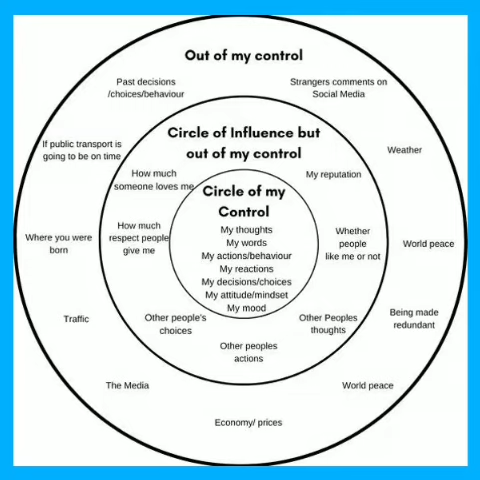 Out of my control
Past decisions
/choices/behaviour
Strangers comments on
Social Media
If public transport is
going to be on time
Weather
Circle of Influence but
out of my control
How much
someone loves me
My reputation
Circle of my
Control
My thoughts
My words
My actions/behaviour
My reactions
My decisions/choices
My attitude/mindset
My mood
How much
respect people
give me
Whether
people
like me or not
Where you were
born
World peace
Other people's
choices
Other Peoples
thoughts
Other peoples
actions
Traffic
Being made
redundant
The Media
World peace
Economy/ prices